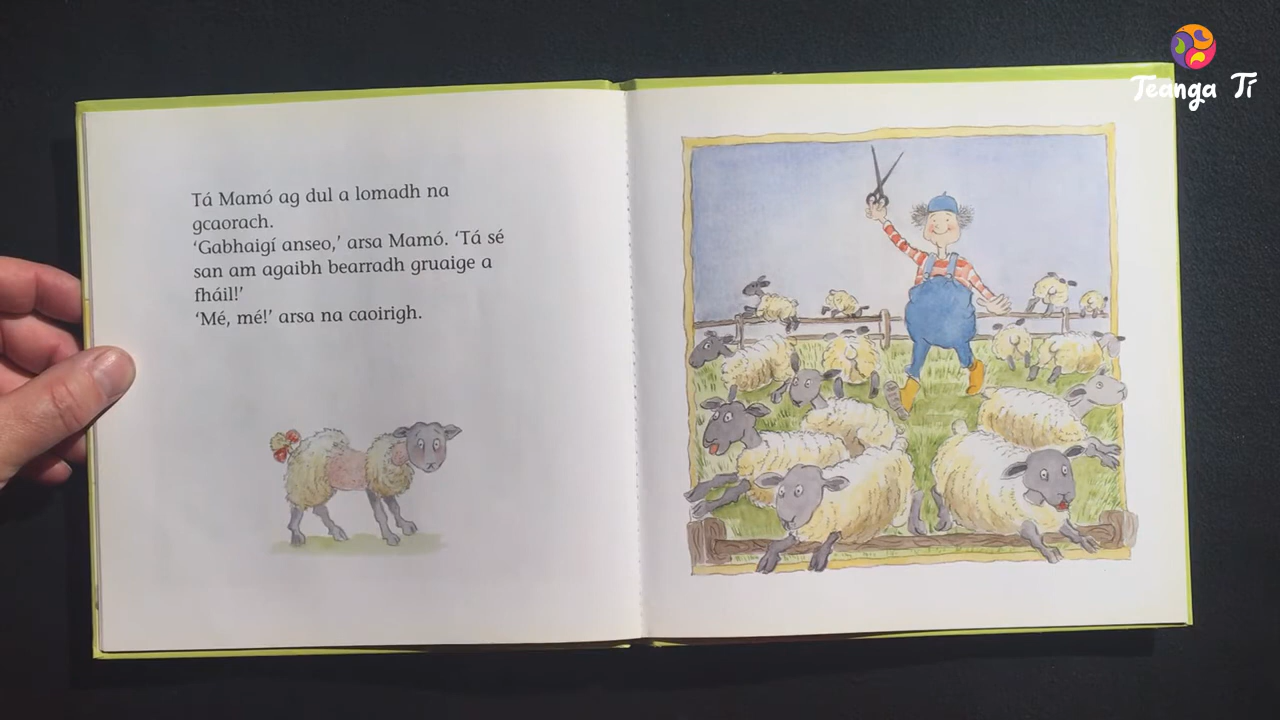 Teanga Tí
Tá Mamó ag dul a lomadh na
gcaorach.
‘Gabhaigí anseo,’ arsa Mamó. ‘Tá sé
san am agaibh bearradh gruaige a
fháil!’
‘Mé, mé!’ arsa na caoirigh.